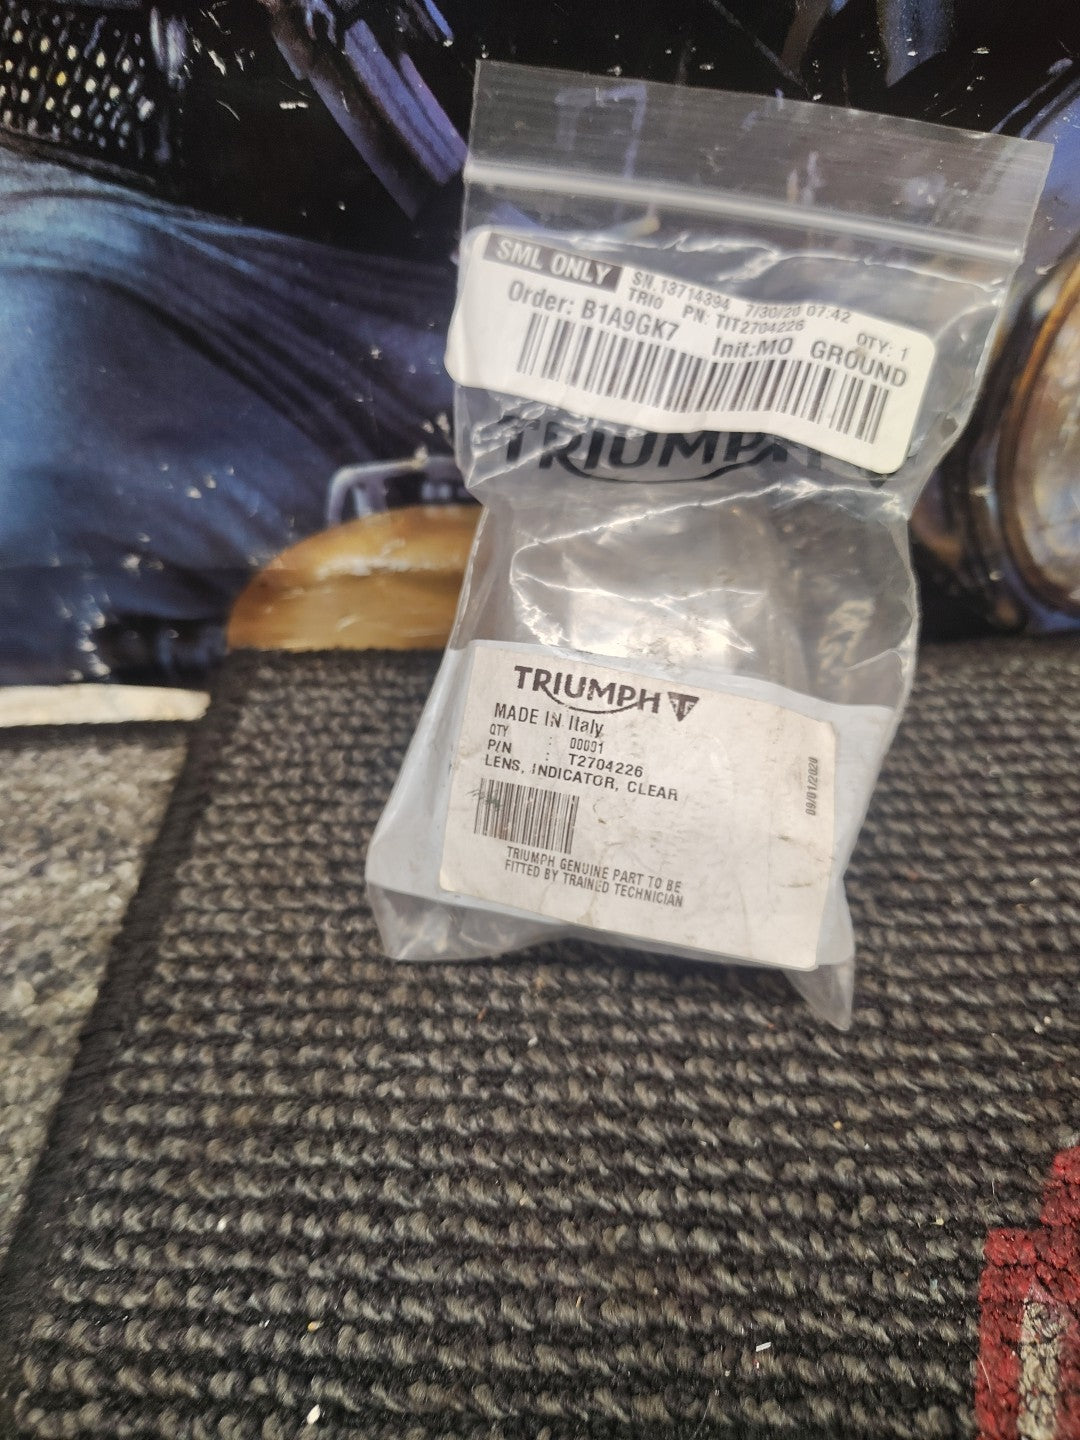 SML ONLY SN.13714394 7/30/20 07:42
TRIO PN: TIT2704226 QTY: 1
Order: B1A9GK7 Init:MO GROUND
TRIUMPH
TRIUMPH
MADE IN Italy
QTY : 00001
P/N : T2704226
LENS, INDICATOR, CLEAR
09/01/2020
TRIUMPH GENUINE PART TO BE
FITTED BY TRAINED TECHNICIAN